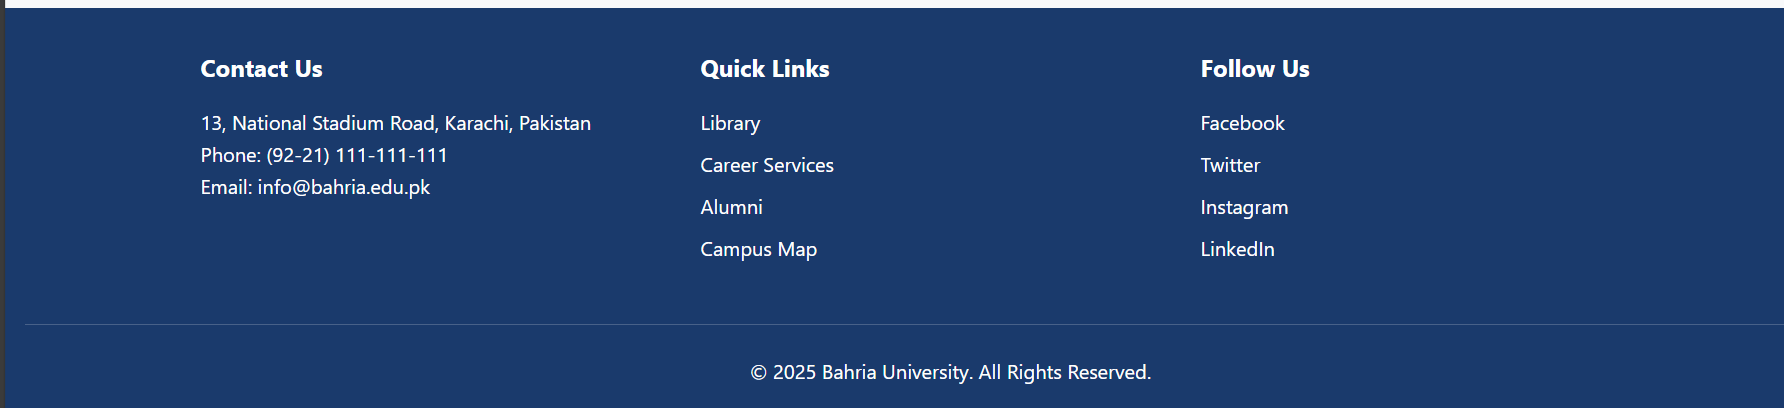 Contact Us
13, National Stadium Road, Karachi, Pakistan
Phone: (92-21) 111-111-111
Email: info@bahria.edu.pk
Quick Links
Library
Career Services
Alumni
Campus Map
Follow Us
Facebook
Twitter
Instagram
LinkedIn
© 2025 Bahria University. All Rights Reserved.